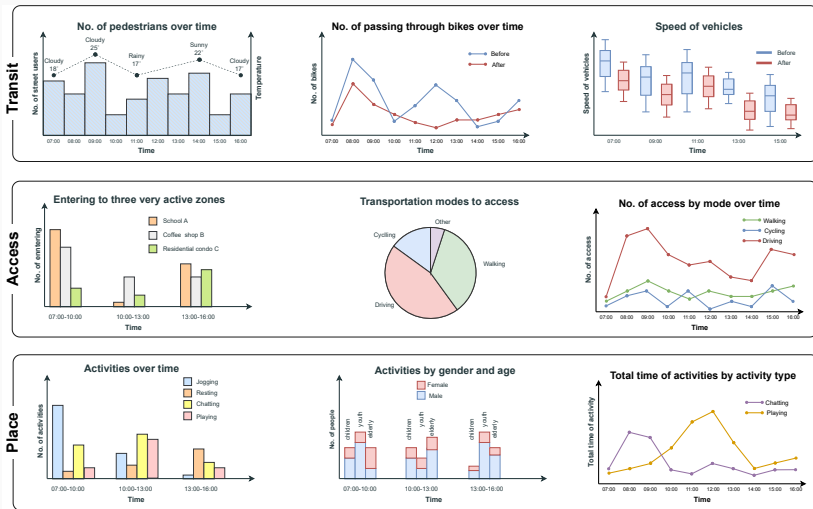 Transit
No. of pedestrians over time
Cloudy
18°
Cloudy
25°
Rainy
17°
Sunny
22°
Cloudy
17°
No. of street users
Temperature
07:00 08:00 09:00 10:00 11:00 12:00 13:00 14:00 15:00 16:00
Time
No. of passing through bikes over time
Before
After
No. of bikes
07:00 08:00 09:00 10:00 11:00 12:00 13:00 14:00 15:00 16:00
Time
Speed of vehicles
Before
After
Speed of vehicles
07:00 09:00 11:00 13:00 15:00
Time
Access
Entering to three very active zones
School A
Coffee shop B
Residential condo C
No. of enntering
07:00-10:00 10:00-13:00 13:00-16:00
Time
Transportation modes to access
Other
Cyclling
Walking
Driving
No. of access by mode over time
Walking
Cycling
Driving
No. of access
07:00 08:00 09:00 10:00 11:00 12:00 13:00 14:00 15:00 16:00
Time
Place
Activities over time
Jogging
Resting
Chatting
Playing
No. of activities
07:00-10:00 10:00-13:00 13:00-16:00
Time
Activities by gender and age
Female
Male
No. of people
children youth elderly
children youth elderly
children youth elderly
07:00-10:00 10:00-13:00 13:00-16:00
Time
Total time of activities by activity type
Chatting
Playing
Total time of activity
07:00 08:00 09:00 10:00 11:00 12:00 13:00 14:00 15:00 16:00
Time